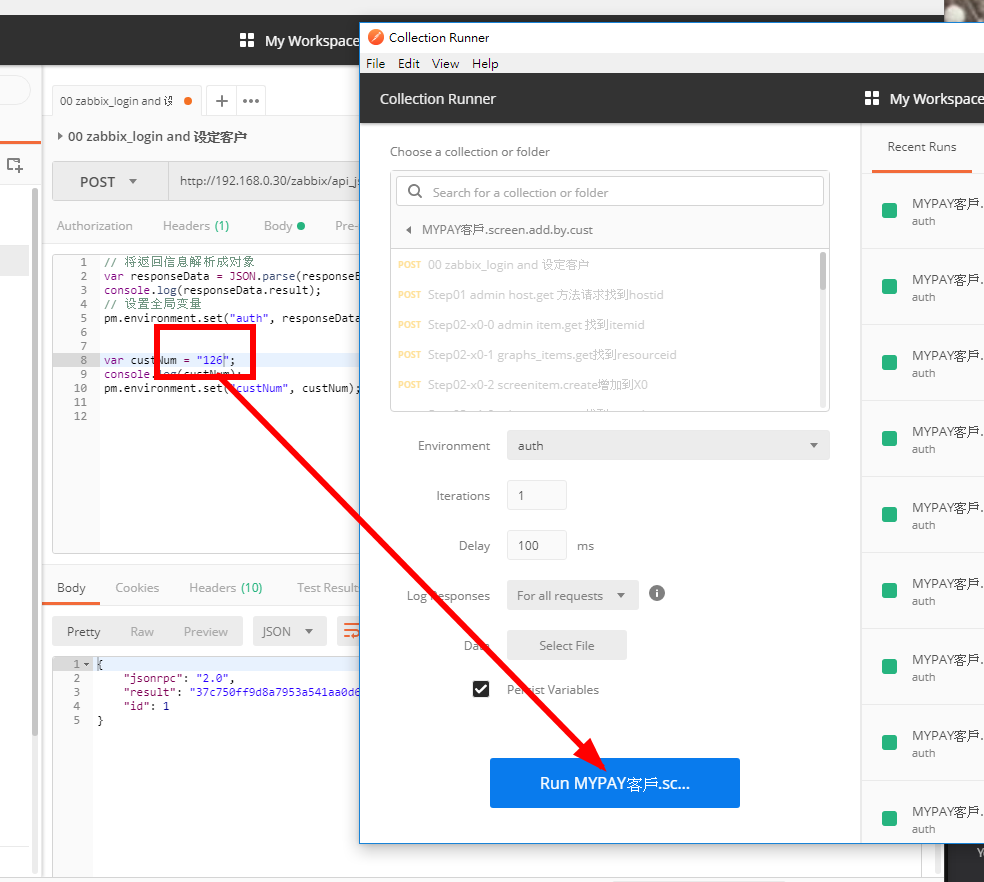 My Workspace
00 zabbix_login and 设
+
•••
00 zabbix_login and 设定客户
POST
http://192.168.0.30/zabbix/api_js
Authorization
Headers (1)
Body
Pre-
1 // 将返回信息解析成对象
2 var responseData = JSON.parse(responseB
3 console.log(responseData.result);
4 // 设置全局变量
5 pm.environment.set("auth", responseData
6
7
8 var custNum = "126";
9 console.log(custNum);
10 pm.environment.set("custNum", custNum);
11
12
Body
Cookies
Headers (10)
Test Result
Pretty
Raw
Preview
JSON
1 {
2 "jsonrpc": "2.0",
3 "result": "37c750ff9d8a7953a541aa0d6
4 "id": 1
5 }
Collection Runner
File Edit View Help
Collection Runner
My Workspace
Choose a collection or folder
Search for a collection or folder
MYPAY客戶.screen.add.by.cust
POST 00 zabbix_login and 设定客户
POST Step01 admin host.get 方法请求找到hostid
POST Step02-x0-0 admin item.get 找到itemid
POST Step02-x0-1 graphs_items.get找到resourceid
POST Step02-x0-2 screenitem.create增加到X0
Environment
auth
Iterations
1
Delay
100
ms
Log Responses
For all requests
Data
Select File
Persist Variables
Run MYPAY客戶.sc...
Recent Runs
MYPAY客戶.
auth
MYPAY客戶.
auth
MYPAY客戶.
auth
MYPAY客戶.
auth
MYPAY客戶.
auth
MYPAY客戶.
auth
MYPAY客戶.
auth
MYPAY客戶.
auth
MYPAY客戶.
auth